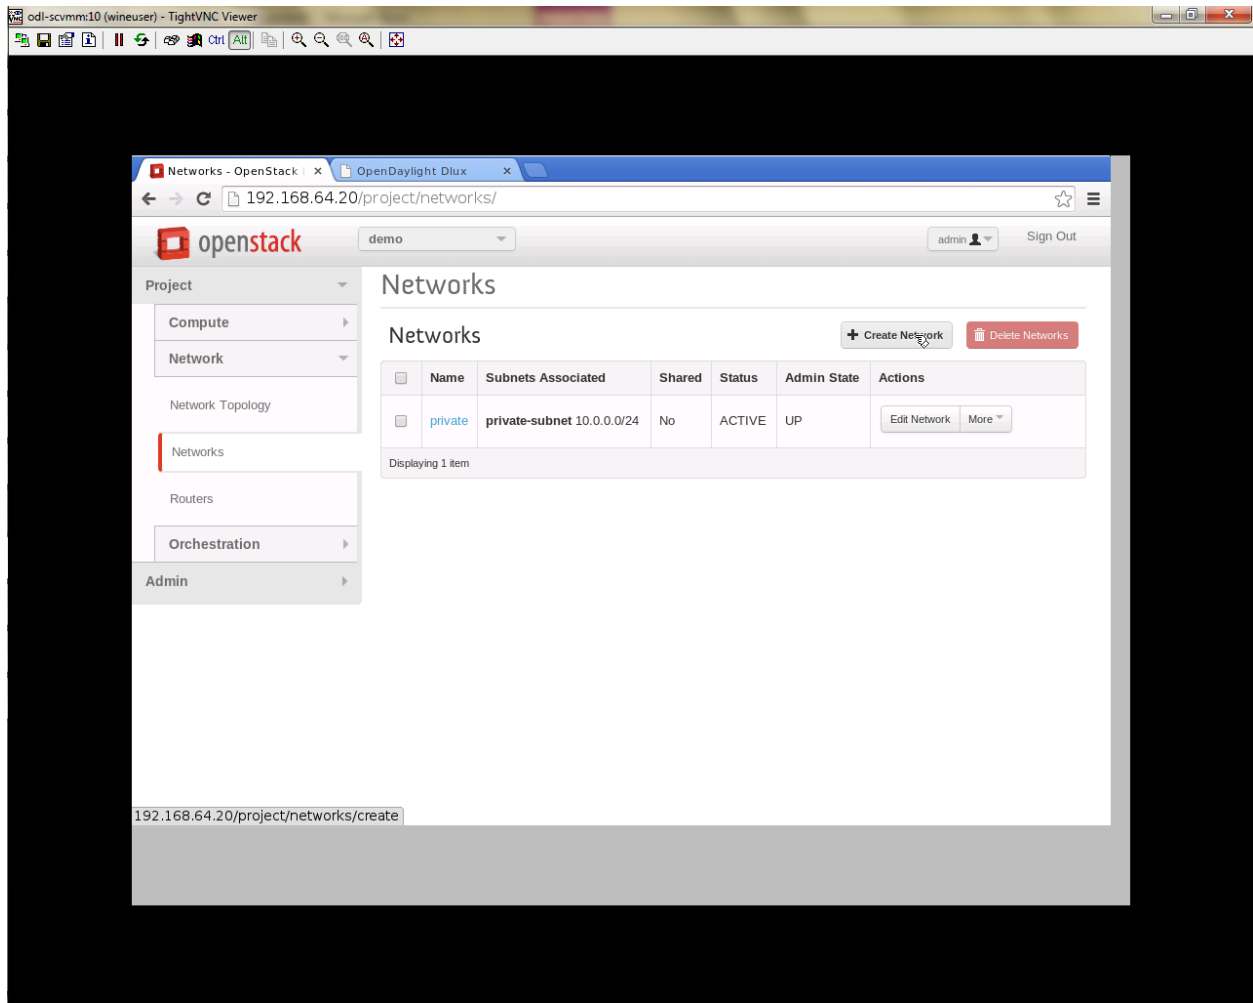 odl-scvmm:10 (wineuser) - TightVNC Viewer
Ctrl Alt
Networks - OpenStack
OpenDaylight Dlux
192.168.64.20/project/networks/
openstack
demo
admin
Sign Out
Project
Compute
Network
Network Topology
Networks
Routers
Orchestration
Admin
Networks
Networks
Create Network
Delete Networks
Name Subnets Associated Shared Status Admin State Actions
private private-subnet 10.0.0.0/24 No ACTIVE UP Edit Network More
Displaying 1 item
192.168.64.20/project/networks/create